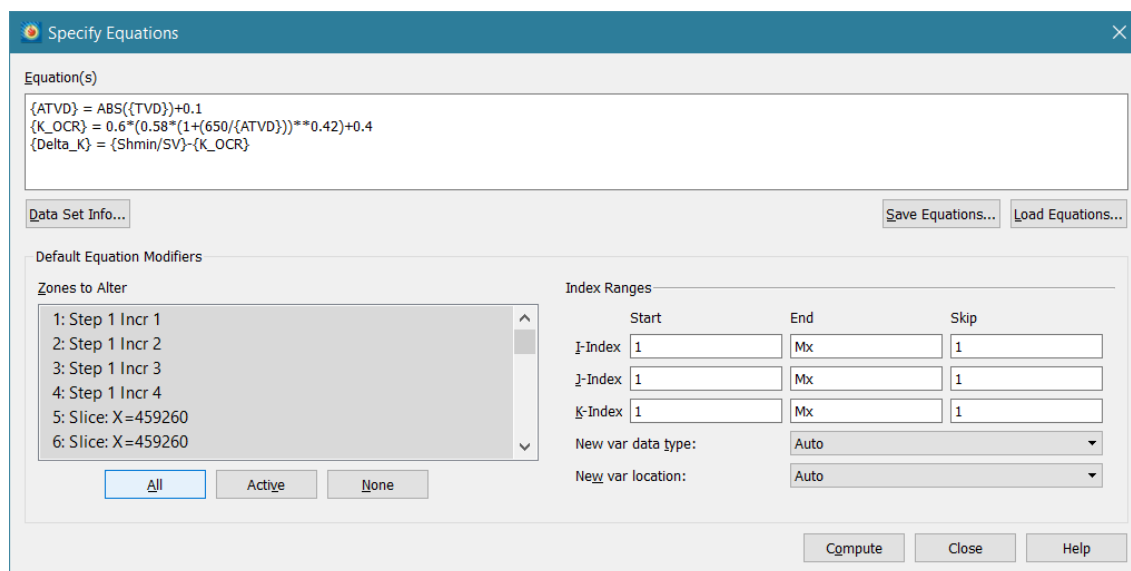 Specify Equations
Equation(s)
{ATVD} = ABS({TVD})+0.1
{K_OCR} = 0.6*(0.58*(1+(650/{ATVD}))**0.42)+0.4
{Delta_K} = {Shmin/SV}-{K_OCR}
Data Set Info... Save Equations... Load Equations...
Default Equation Modifiers
Zones to Alter Index Ranges
1: Step 1 Incr 1
2: Step 1 Incr 2
3: Step 1 Incr 3
4: Step 1 Incr 4
5: Slice: X=459260
6: Slice: X=459260
All Active None
Start End Skip
I-Index 1 Mx 1
J-Index 1 Mx 1
K-Index 1 Mx 1
New var data type: Auto
New var location: Auto
Compute Close Help